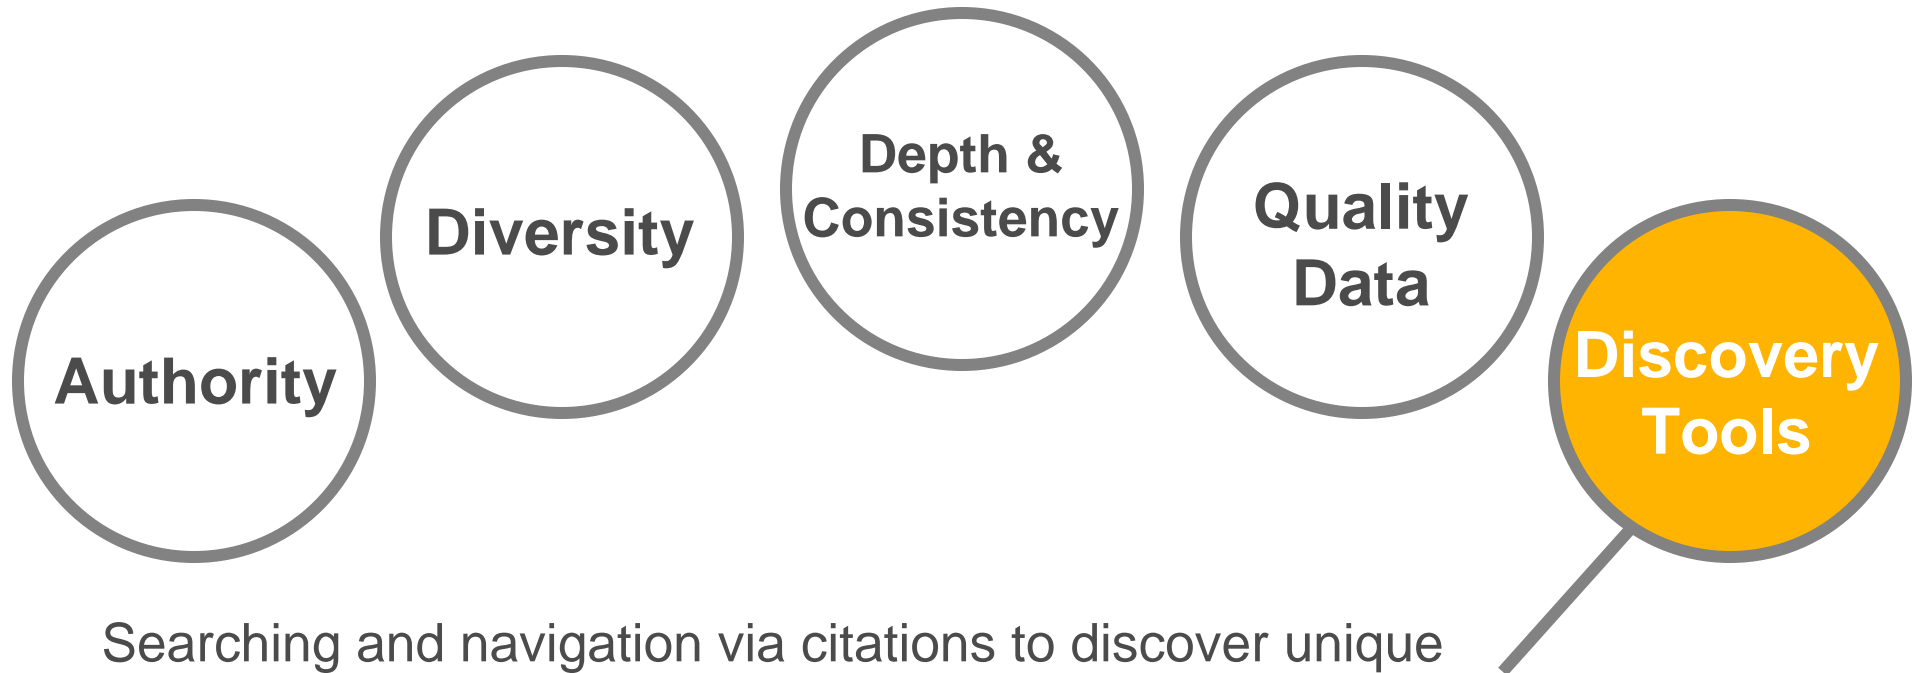 Authority
Diversity
Depth &
Consistency
Quality
Data
Discovery
Tools
Searching and navigation via citations to discover unique